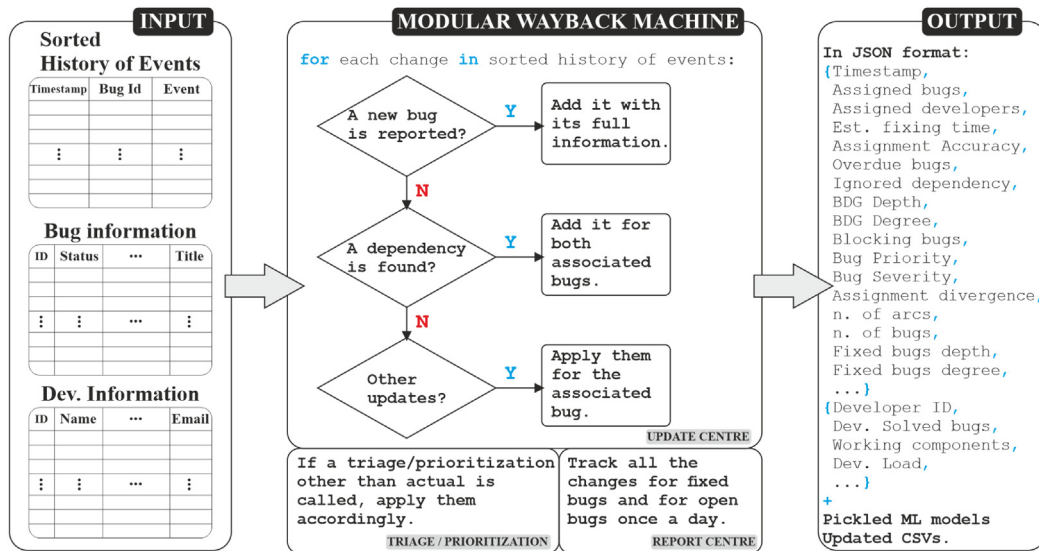 INPUT
Sorted
History of Events
Timestamp Bug Id Event
Bug information
ID Status ... Title
Dev. Information
ID Name ... Email
MODULAR WAYBACK MACHINE
for each change in sorted history of events:
A new bug
is reported?
Y
Add it with
its full
information.
N
A dependency
is found?
Y
Add it for
both
associated
bugs.
N
Other
updates?
Y
Apply them
for the
associated
bug.
UPDATE CENTRE
If a triage/prioritization
other than actual is
called, apply them
accordingly.
TRIAGE / PRIORITIZATION
Track all the
changes for fixed
bugs and for open
bugs once a day.
REPORT CENTRE
OUTPUT
In JSON format:
{Timestamp,
Assigned bugs,
Assigned developers,
Est. fixing time,
Assignment Accuracy,
Overdue bugs,
Ignored dependency,
BDG Depth,
BDG Degree,
Blocking bugs,
Bug Priority,
Bug Severity,
Assignment divergence,
n. of arcs,
n. of bugs,
Fixed bugs depth,
Fixed bugs degree,
...}
{Developer ID,
Dev. Solved bugs,
Working components,
Dev. Load,
...}
+
Pickled ML models
Updated CSVs.